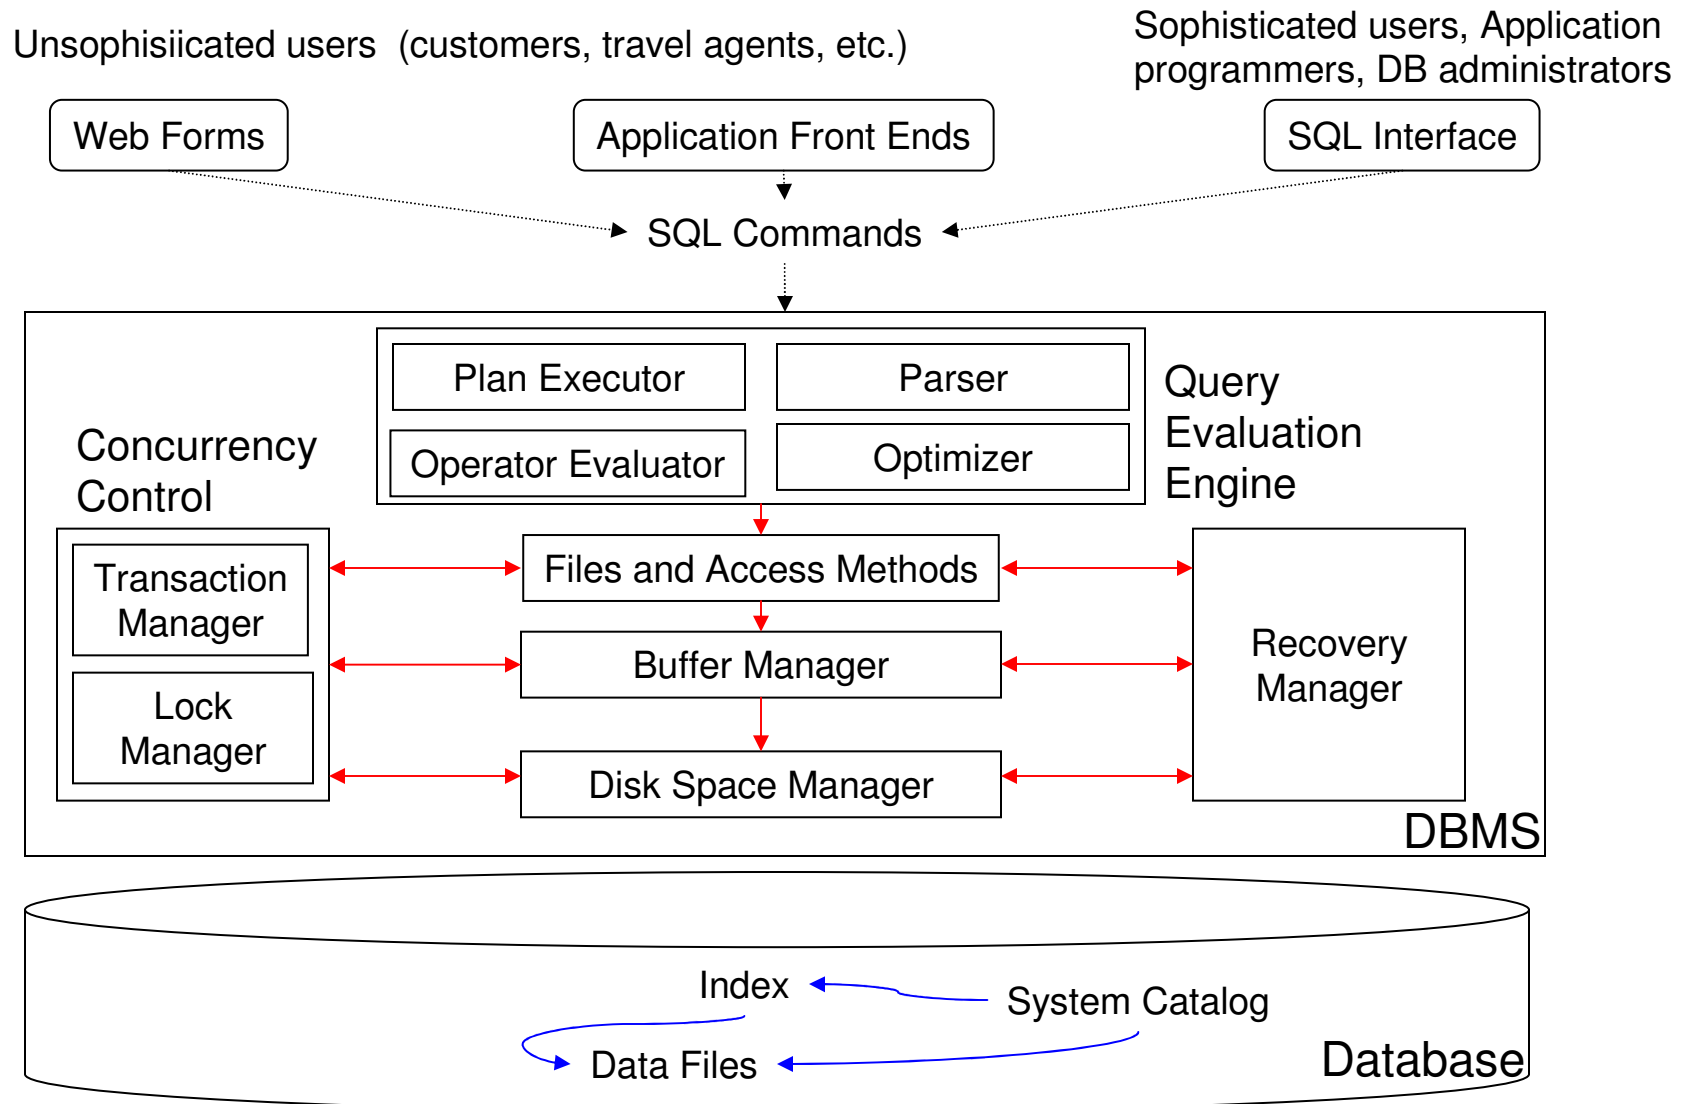 Unsophisiicated users (customers, travel agents, etc.)
Sophisticated users, Application
programmers, DB administrators
Web Forms
Application Front Ends
SQL Interface
SQL Commands
Plan Executor
Parser
Operator Evaluator
Optimizer
Query
Evaluation
Engine
Concurrency
Control
Transaction
Manager
Lock
Manager
Files and Access Methods
Buffer Manager
Disk Space Manager
Recovery
Manager
DBMS
Index
System Catalog
Data Files
Database